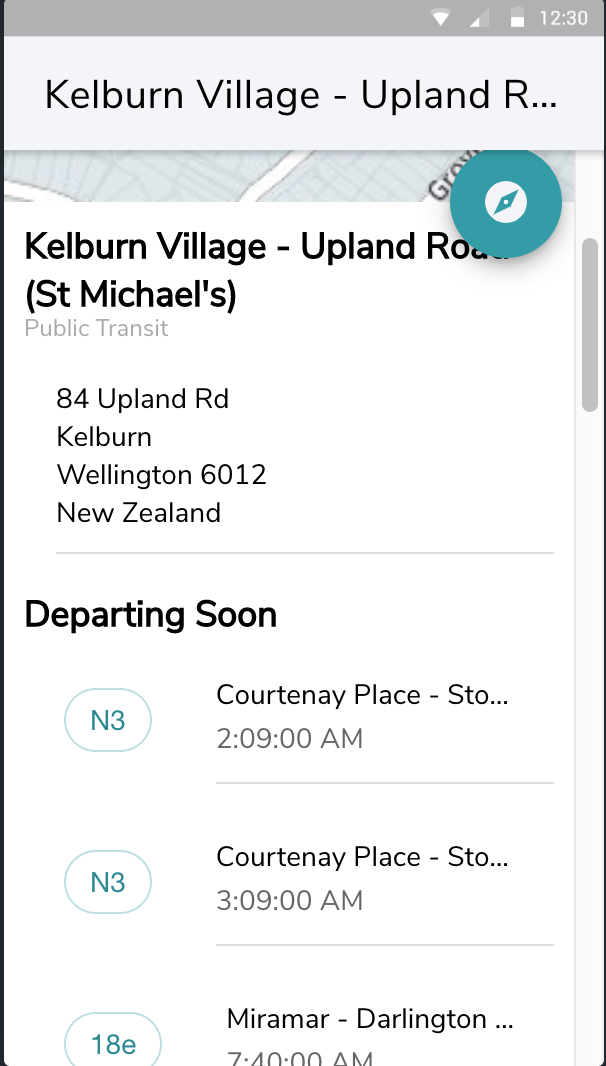 12:30
Kelburn Village - Upland R...
Kelburn Village - Upland Road
(St Michael's)
Public Transit
84 Upland Rd
Kelburn
Wellington 6012
New Zealand
Departing Soon
N3
Courtenay Place - Sto...
2:09:00 AM
N3
Courtenay Place - Sto...
3:09:00 AM
18e
Miramar - Darlington ...
7:40:00 AM